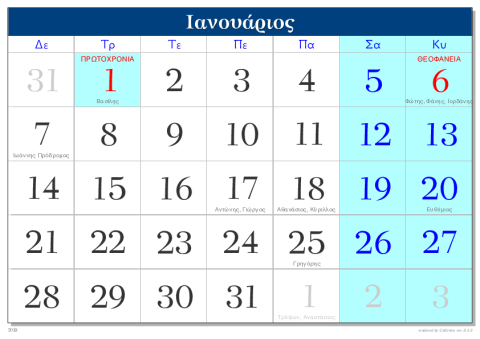 Ιανουάριος
Δε Τρ Τε Πε Πα Σα Κυ
ΠΡΩΤΟΧΡΟΝΙΑ ΘΕΟΦΑΝΕΙΑ
31 1 2 3 4 5 6
Βασίλης Φώτης, Φάνης, Ιορδάνης
7 8 9 10 11 12 13
Ιωάννης Πρόδρομος
14 15 16 17 18 19 20
Αντώνης, Γιώργος Αθανάσιος, Κύριλλος Ευθύμιος
21 22 23 24 25 26 27
Γρηγόρης
28 29 30 31 1 2 3
Τρύφων, Αναστάσιος